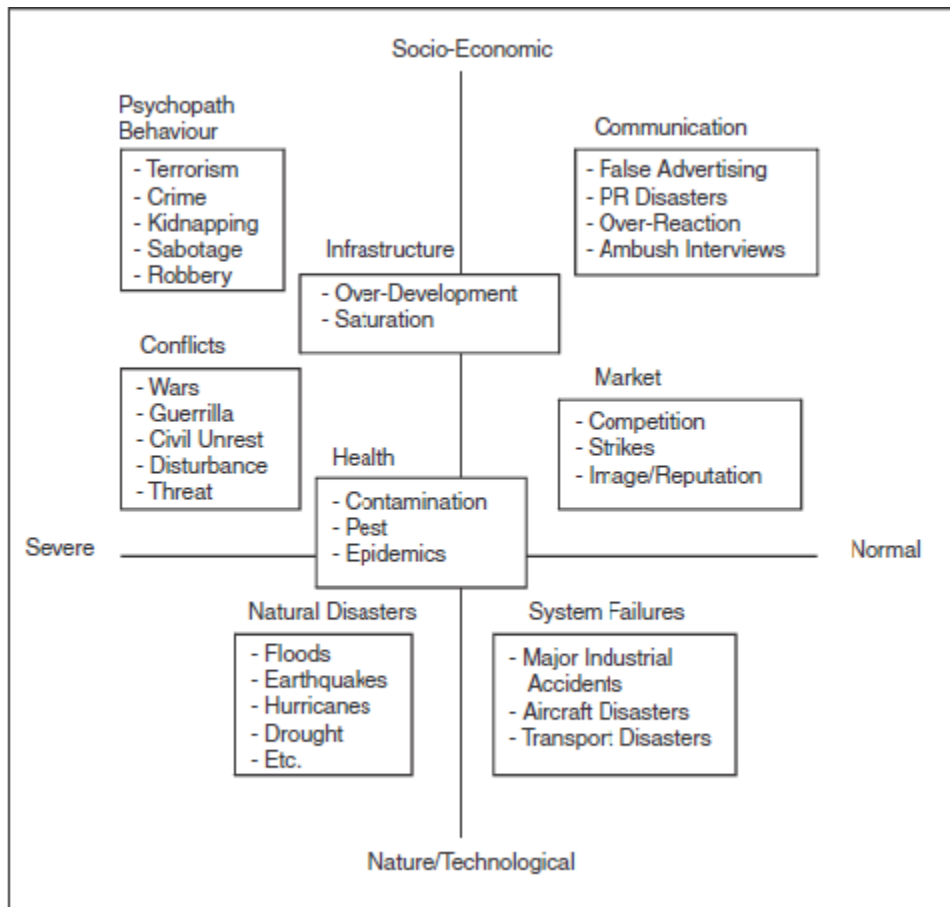 Socio-Economic
Psychopath
Behaviour
- Terrorism
- Crime
- Kidnapping
- Sabotage
- Robbery
Communication
- False Advertising
- PR Disasters
- Over-Reaction
- Ambush Interviews
Infrastructure
- Over-Development
- Saturation
Conflicts
- Wars
- Guerrilla
- Civil Unrest
- Disturbance
- Threat
Market
- Competition
- Strikes
- Image/Reputation
Health
- Contamination
- Pest
- Epidemics
Severe
Normal
Natural Disasters
- Floods
- Earthquakes
- Hurricanes
- Drought
- Etc.
System Failures
- Major Industrial
Accidents
- Aircraft Disasters
- Transport Disasters
Nature/Technological